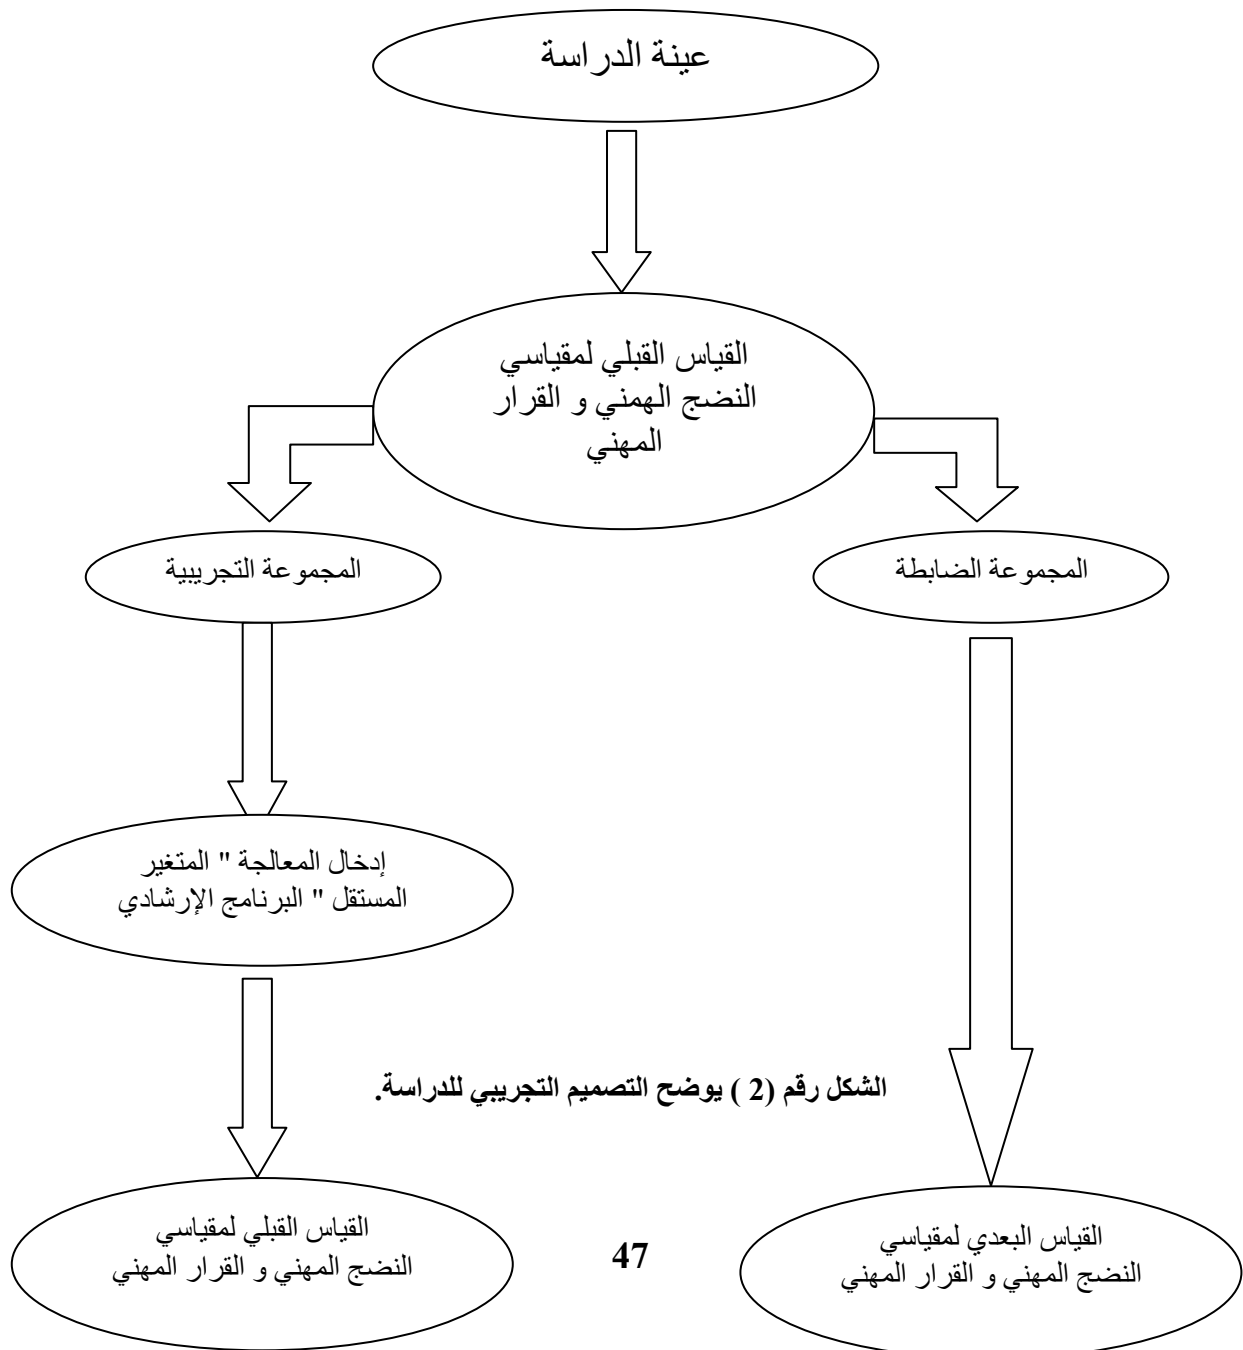 عينة الدراسة
القياس القبلي لمقياسي
النضج الهمني و القرار
المهني
المجموعة الضابطة
المجموعة التجريبية
إدخال المعالجة " المتغير
المستقل " البرنامج الإرشادي
الشكل رقم (2 ) يوضح التصميم التجريبي للدراسة.
القياس البعدي لمقياسي
النضج المهني و القرار المهني
القياس القبلي لمقياسي
النضج المهني و القرار المهني
47